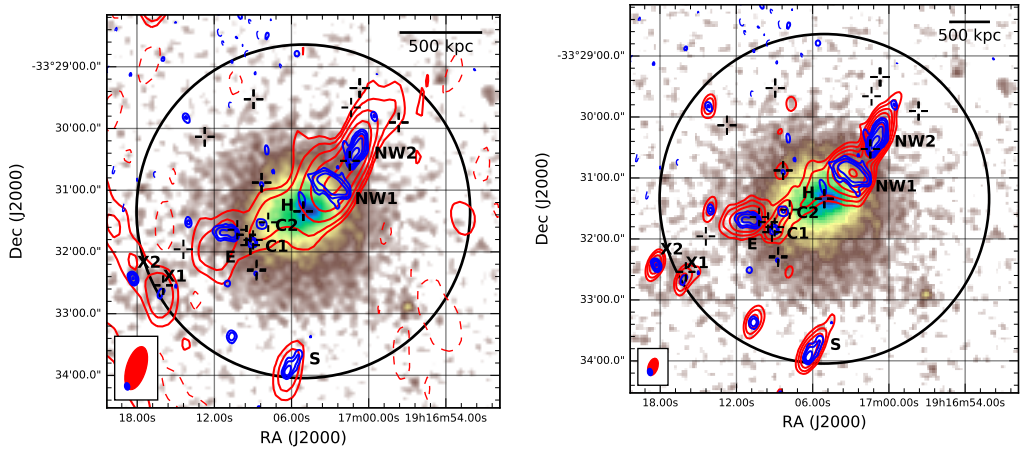 500 kpc
-33°29'00.0"
30'00.0"
31'00.0"
32'00.0"
33'00.0"
34'00.0"
Dec (J2000)
NW2
NW1
H
C2
C1
E
X2
X1
S
18.00s 12.00s 06.00s 17m00.00s 19h16m54.00s
RA (J2000)
500 kpc
-33°29'00.0"
30'00.0"
31'00.0"
32'00.0"
33'00.0"
34'00.0"
Dec (J2000)
NW2
NW1
H
C2
C1
E
X2
X1
S
18.00s 12.00s 06.00s 17m00.00s 19h16m54.00s
RA (J2000)